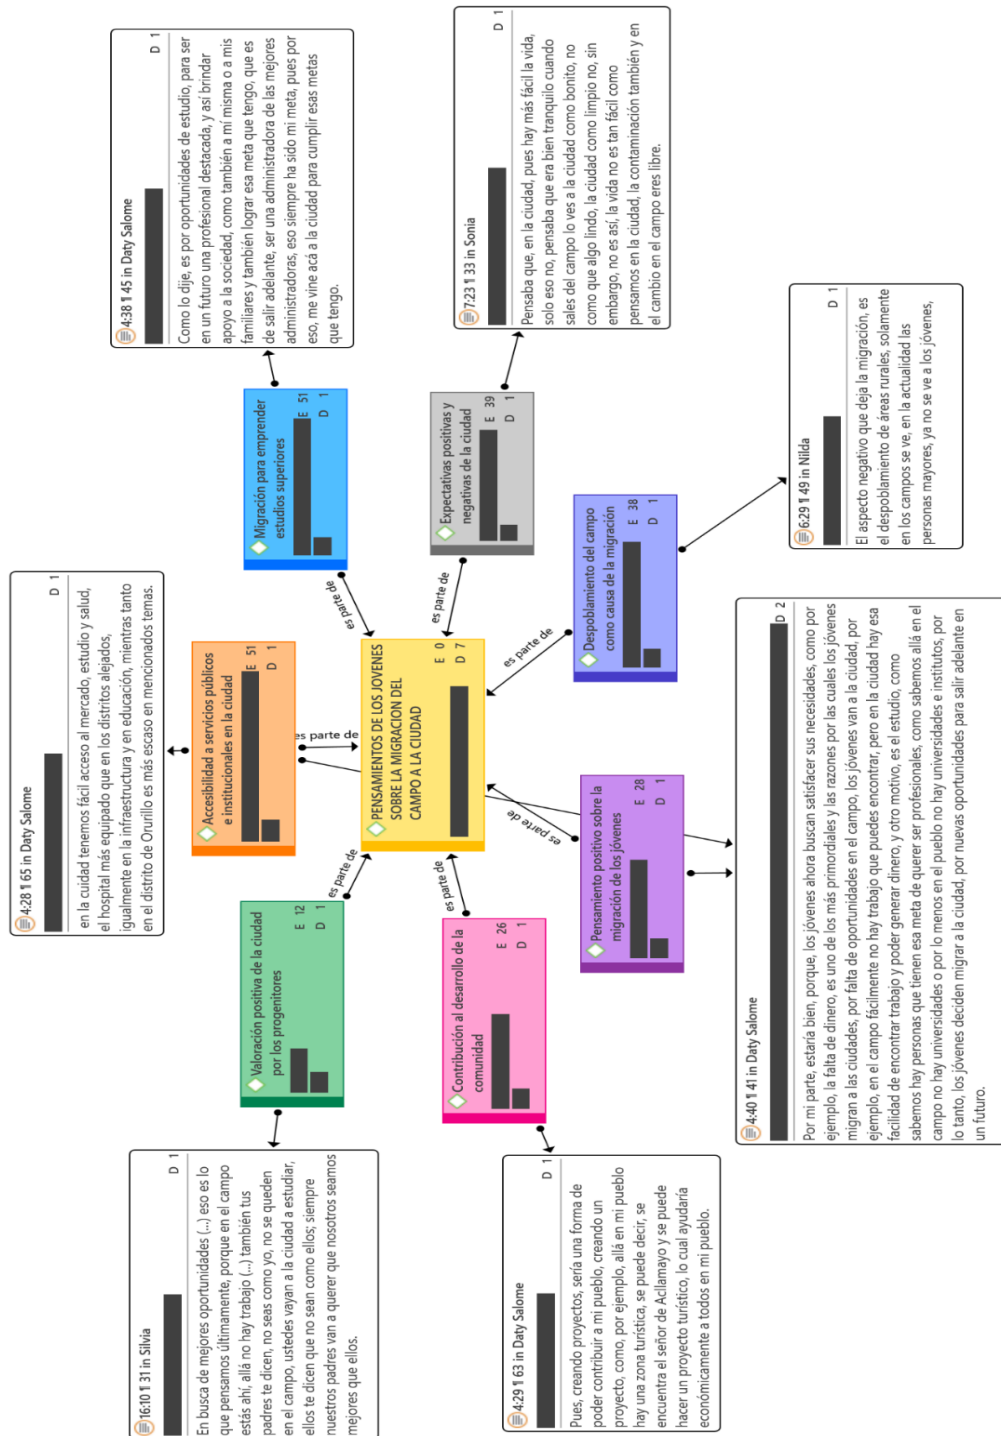 16:10 ¶ 31 in Silvia
D 1
En busca de mejores oportunidades (...) eso es lo
que pensamos últimamente, porque en el campo
estás ahí, allá no hay trabajo (...) también tus
padres te dicen, no seas como yo, no se queden
en el campo, ustedes vayan a la ciudad a estudiar,
ellos te dicen que no sean como ellos; siempre
nuestros padres van a querer que nosotros seamos
mejores que ellos.
4:28 ¶ 65 in Daty Salome
D 1
en la cuidad tenemos fácil acceso al mercado, estudio y salud,
el hospital más equipado que en los distritos alejados,
igualmente en la infraestructura y en educación, mientras tanto
en el distrito de Orurillo es más escaso en mencionados temas.
4:38 ¶ 45 in Daty Salome
D 1
Como lo dije, es por oportunidades de estudio, para ser
en un futuro una profesional destacada, y así brindar
apoyo a la sociedad, como también a mí misma o a mis
familiares y también lograr esa meta que tengo, que es
de salir adelante, ser una administradora de las mejores
administradoras, eso siempre ha sido mi meta, pues por
eso, me vine acá a la ciudad para cumplir esas metas
que tengo.
Valoración positiva de la ciudad
por los progenitores
E 12
D 1
Accesibilidad a servicios públicos
e institucionales en la ciudad
E 51
D 1
Migración para emprender
estudios superiores
E 51
D 1
es parte de
es parte de
es parte de
PENSAMIENTOS DE LOS JOVENES
SOBRE LA MIGRACION DEL
CAMPO A LA CIUDAD
E 0
D 7
Contribución al desarrollo de la
comunidad
E 26
D 1
es parte de
es parte de
Expectativas positivas y
negativas de la ciudad
E 39
D 1
es parte de
es parte de
Pensamiento positivo sobre la
migración de los jóvenes
E 28
D 1
Despoblamiento del campo
como causa de la migración
E 38
D 1
4:29 ¶ 63 in Daty Salome
D 1
Pues, creando proyectos, sería una forma de
poder contribuir a mi pueblo, creando un
proyecto, como, por ejemplo, allá en mi pueblo
hay una zona turística, se puede decir, se
encuentra el señor de Acllamayo y se puede
hacer un proyecto turístico, lo cual ayudaría
económicamente a todos en mi pueblo.
7:23 ¶ 33 in Sonia
D 1
Pensaba que, en la ciudad, pues hay más fácil la vida,
solo eso no, pensaba que era bien tranquilo cuando
sales del campo lo ves a la ciudad como bonito, no
como que algo lindo, la ciudad como limpio no, sin
embargo, no es así, la vida no es tan fácil como
pensamos en la ciudad, la contaminación también y en
el cambio en el campo eres libre.
4:40 ¶ 41 in Daty Salome
D 2
Por mi parte, estaría bien, porque, los jóvenes ahora buscan satisfacer sus necesidades, como por
ejemplo, la falta de dinero, es uno de los más primordiales y las razones por las cuales los jóvenes
migran a las ciudades, por falta de oportunidades en el campo, los jóvenes van a la ciudad, por
ejemplo, en el campo fácilmente no hay trabajo que puedes encontrar, pero en la ciudad hay esa
facilidad de encontrar trabajo y poder generar dinero, y otro motivo, es el estudio, como
sabemos hay personas que tienen esa meta de querer ser profesionales, como sabemos allá en el
campo no hay universidades o por lo menos en el pueblo no hay universidades e institutos, por
lo tanto, los jóvenes deciden migrar a la ciudad, por nuevas oportunidades para salir adelante en
un futuro.
6:29 ¶ 49 in Nilda
D 1
El aspecto negativo que deja la migración, es
el despoblamiento de áreas rurales, solamente
en los campos se ve, en la actualidad las
personas mayores, ya no se ve a los jóvenes,